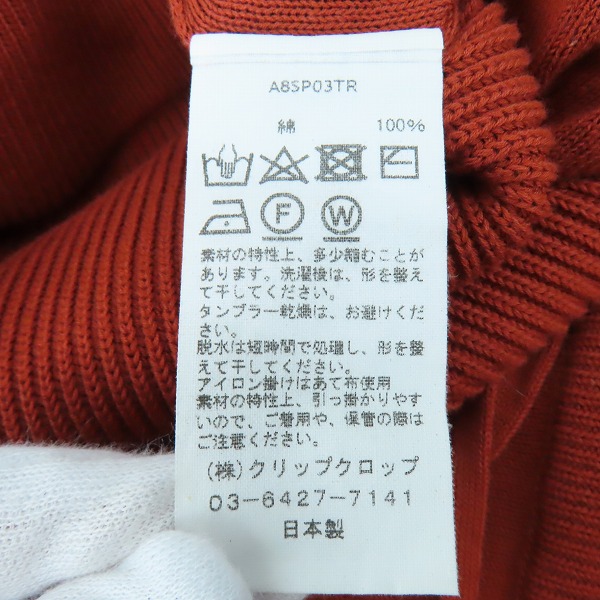 A8SP03TR
綿 100%
F W
素材の特性上、多少縮むことが
あります。洗濯後は、形を整え
て干してください。
タンブラー乾燥は、お避けくだ
さい。
脱水は短時間で処理し、形を整
えて干してください。
アイロン掛けはあて布使用
素材の特性上、引っ掛かりやす
いので、ご着用や、保管の際は
ご注意ください。
(株)クリップクロップ
03-6427-7141
日本製